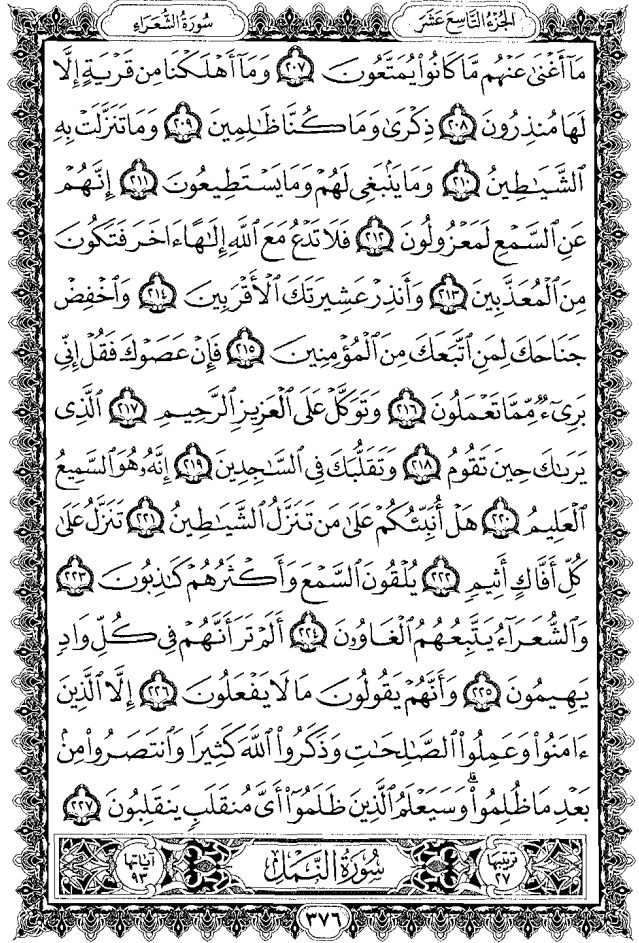 الجزء التاسع عشر
سورة الشعراء
مَآ أَغْنَىٰ عَنْهُم مَّا كَانُوا۟ يُمَتَّعُونَ ٢٠٧ وَمَآ أَهْلَكْنَا مِن قَرْيَةٍ إِلَّا
لَهَا مُنذِرُونَ ٢٠٨ ذِكْرَىٰ وَمَا كُنَّا ظَٰلِمِينَ ٢٠٩ وَمَا تَنَزَّلَتْ بِهِ
ٱلشَّيَٰطِينُ ٢١٠ وَمَا يَنۢبَغِى لَهُمْ وَمَا يَسْتَطِيعُونَ ٢١١ إِنَّهُمْ
عَنِ ٱلسَّمْعِ لَمَعْزُولُونَ ٢١٢ فَلَا تَدْعُ مَعَ ٱللَّهِ إِلَٰهًا ءَاخَرَ فَتَكُونَ
مِنَ ٱلْمُعَذَّبِينَ ٢١٣ وَأَنذِرْ عَشِيرَتَكَ ٱلْأَقْرَبِينَ ٢١٤ وَٱخْفِضْ
جَنَاحَكَ لِمَنِ ٱتَّبَعَكَ مِنَ ٱلْمُؤْمِنِينَ ٢١٥ فَإِنْ عَصَوْكَ فَقُلْ إِنِّى
بَرِىٓءٌ مِّمَّا تَعْمَلُونَ ٢١٦ وَتَوَكَّلْ عَلَى ٱلْعَزِيزِ ٱلرَّحِيمِ ٢١٧ ٱلَّذِى
يَرَىٰكَ حِينَ تَقُومُ ٢١٨ وَتَقَلُّبَكَ فِى ٱلسَّٰجِدِينَ ٢١٩ إِنَّهُۥ هُوَ ٱلسَّمِيعُ
ٱلْعَلِيمُ ٢٢٠ هَلْ أُنَبِّئُكُمْ عَلَىٰ مَن تَنَزَّلُ ٱلشَّيَٰطِينُ ٢٢١ تَنَزَّلُ عَلَىٰ
كُلِّ أَفَّاكٍ أَثِيمٍ ٢٢٢ يُلْقُونَ ٱلسَّمْعَ وَأَكْثَرُهُمْ كَٰذِبُونَ ٢٢٣
وَٱلشُّعَرَآءُ يَتَّبِعُهُمُ ٱلْغَاوُۥنَ ٢٢٤ أَلَمْ تَرَ أَنَّهُمْ فِى كُلِّ وَادٍ
يَهِيمُونَ ٢٢٥ وَأَنَّهُمْ يَقُولُونَ مَا لَا يَفْعَلُونَ ٢٢٦ إِلَّا ٱلَّذِينَ
ءَامَنُوا۟ وَعَمِلُوا۟ ٱلصَّٰلِحَٰتِ وَذَكَرُوا۟ ٱللَّهَ كَثِيرًا وَٱنتَصَرُوا۟ مِنۢ
بَعْدِ مَا ظُلِمُوا۟ ۗ وَسَيَعْلَمُ ٱلَّذِينَ ظَلَمُوٓا۟ أَىَّ مُنقَلَبٍ يَنقَلِبُونَ ٢٢٧
ترتيبها ٢٧
سُورَةُ النَّمْلِ
آياتها ٩٣
٣٧٦